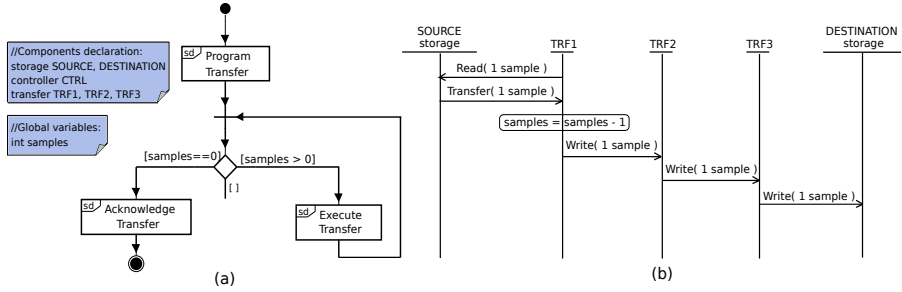 //Components declaration:
storage SOURCE, DESTINATION
controller CTRL
transfer TRF1, TRF2, TRF3
//Global variables:
int samples
sd
Program
Transfer
[samples==0]
[samples > 0]
[ ]
sd
Acknowledge
Transfer
sd
Execute
Transfer
(a)
SOURCE
storage
TRF1
TRF2
TRF3
DESTINATION
storage
Read( 1 sample )
Transfer( 1 sample )
samples = samples - 1
Write( 1 sample )
Write( 1 sample )
Write( 1 sample )
(b)